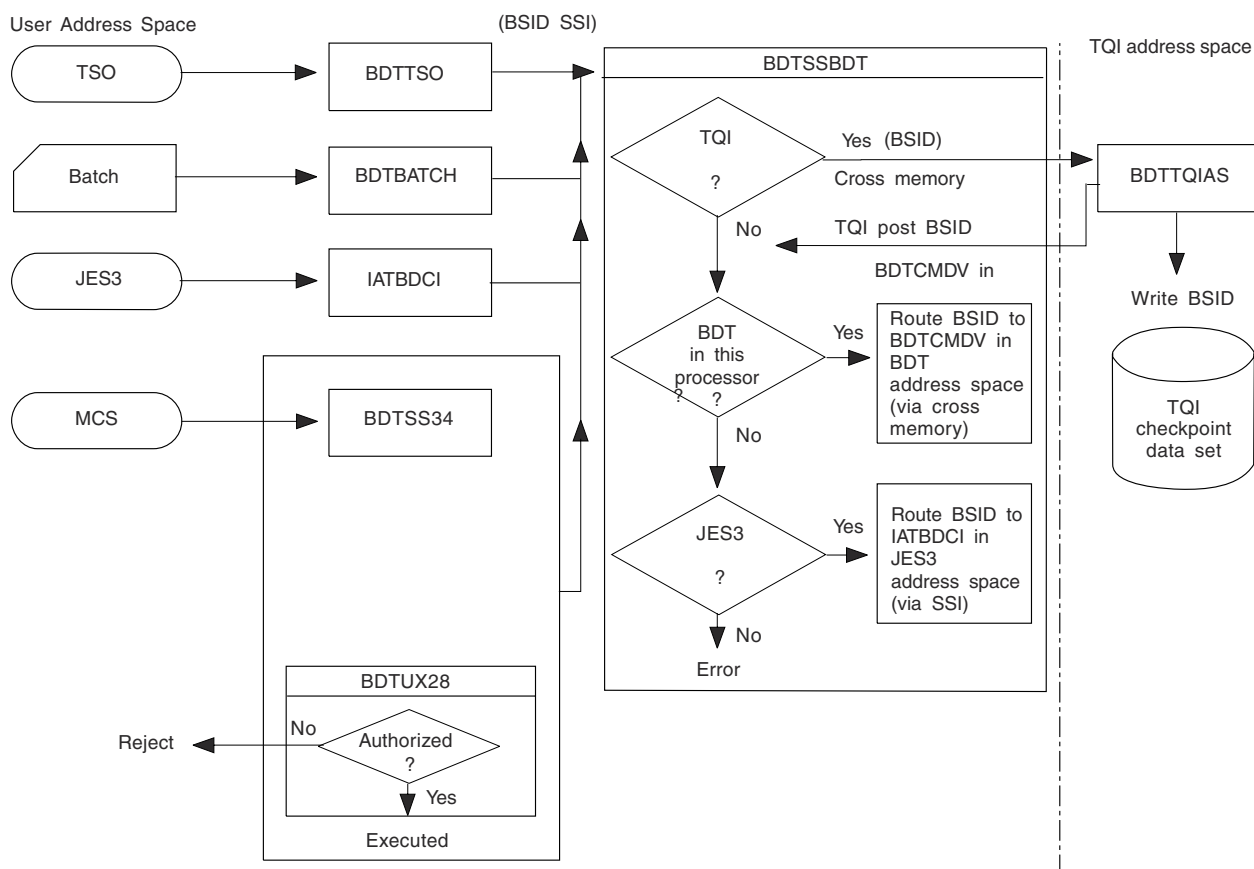 User Address Space
(BSID SSI)
TQI address space
TSO
BDTTSO
BDTSSBDT
TQI
?
Yes (BSID)
Cross memory
BDTTQIAS
Batch
BDTBATCH
No
TQI post BSID
BDTCMDV in
Write BSID
JES3
IATBDCI
BDT
in this
processor
?
?
Yes
Route BSID to
BDTCMDV in
BDT
address space
(via cross
memory)
TQI
checkpoint
data set
MCS
BDTSS34
No
JES3
?
Yes
Route BSID to
IATBDCI in
JES3
address space
(via SSI)
No
Error
BDTUX28
Reject
No
Authorized
?
Yes
Executed